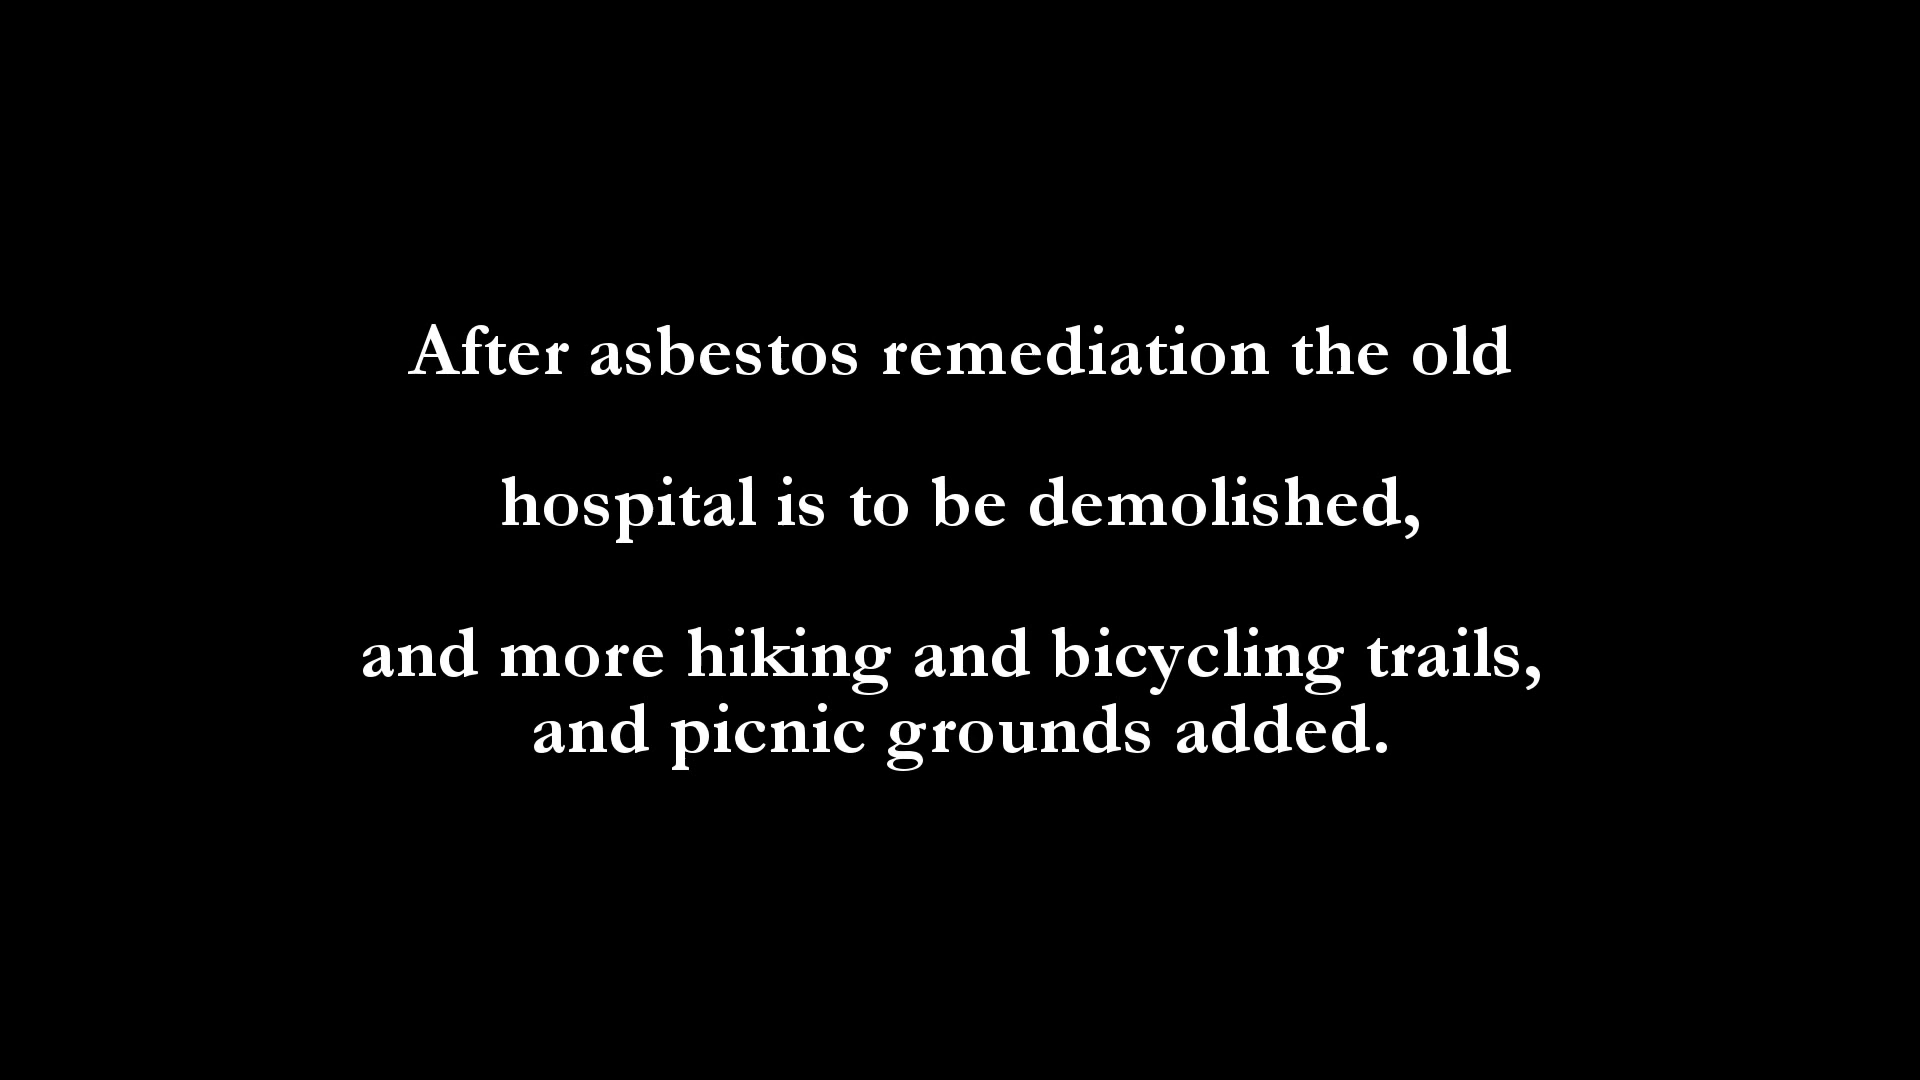 After asbestos remediation the old
hospital is to be demolished,
and more hiking and bicycling trails,
and picnic grounds added.